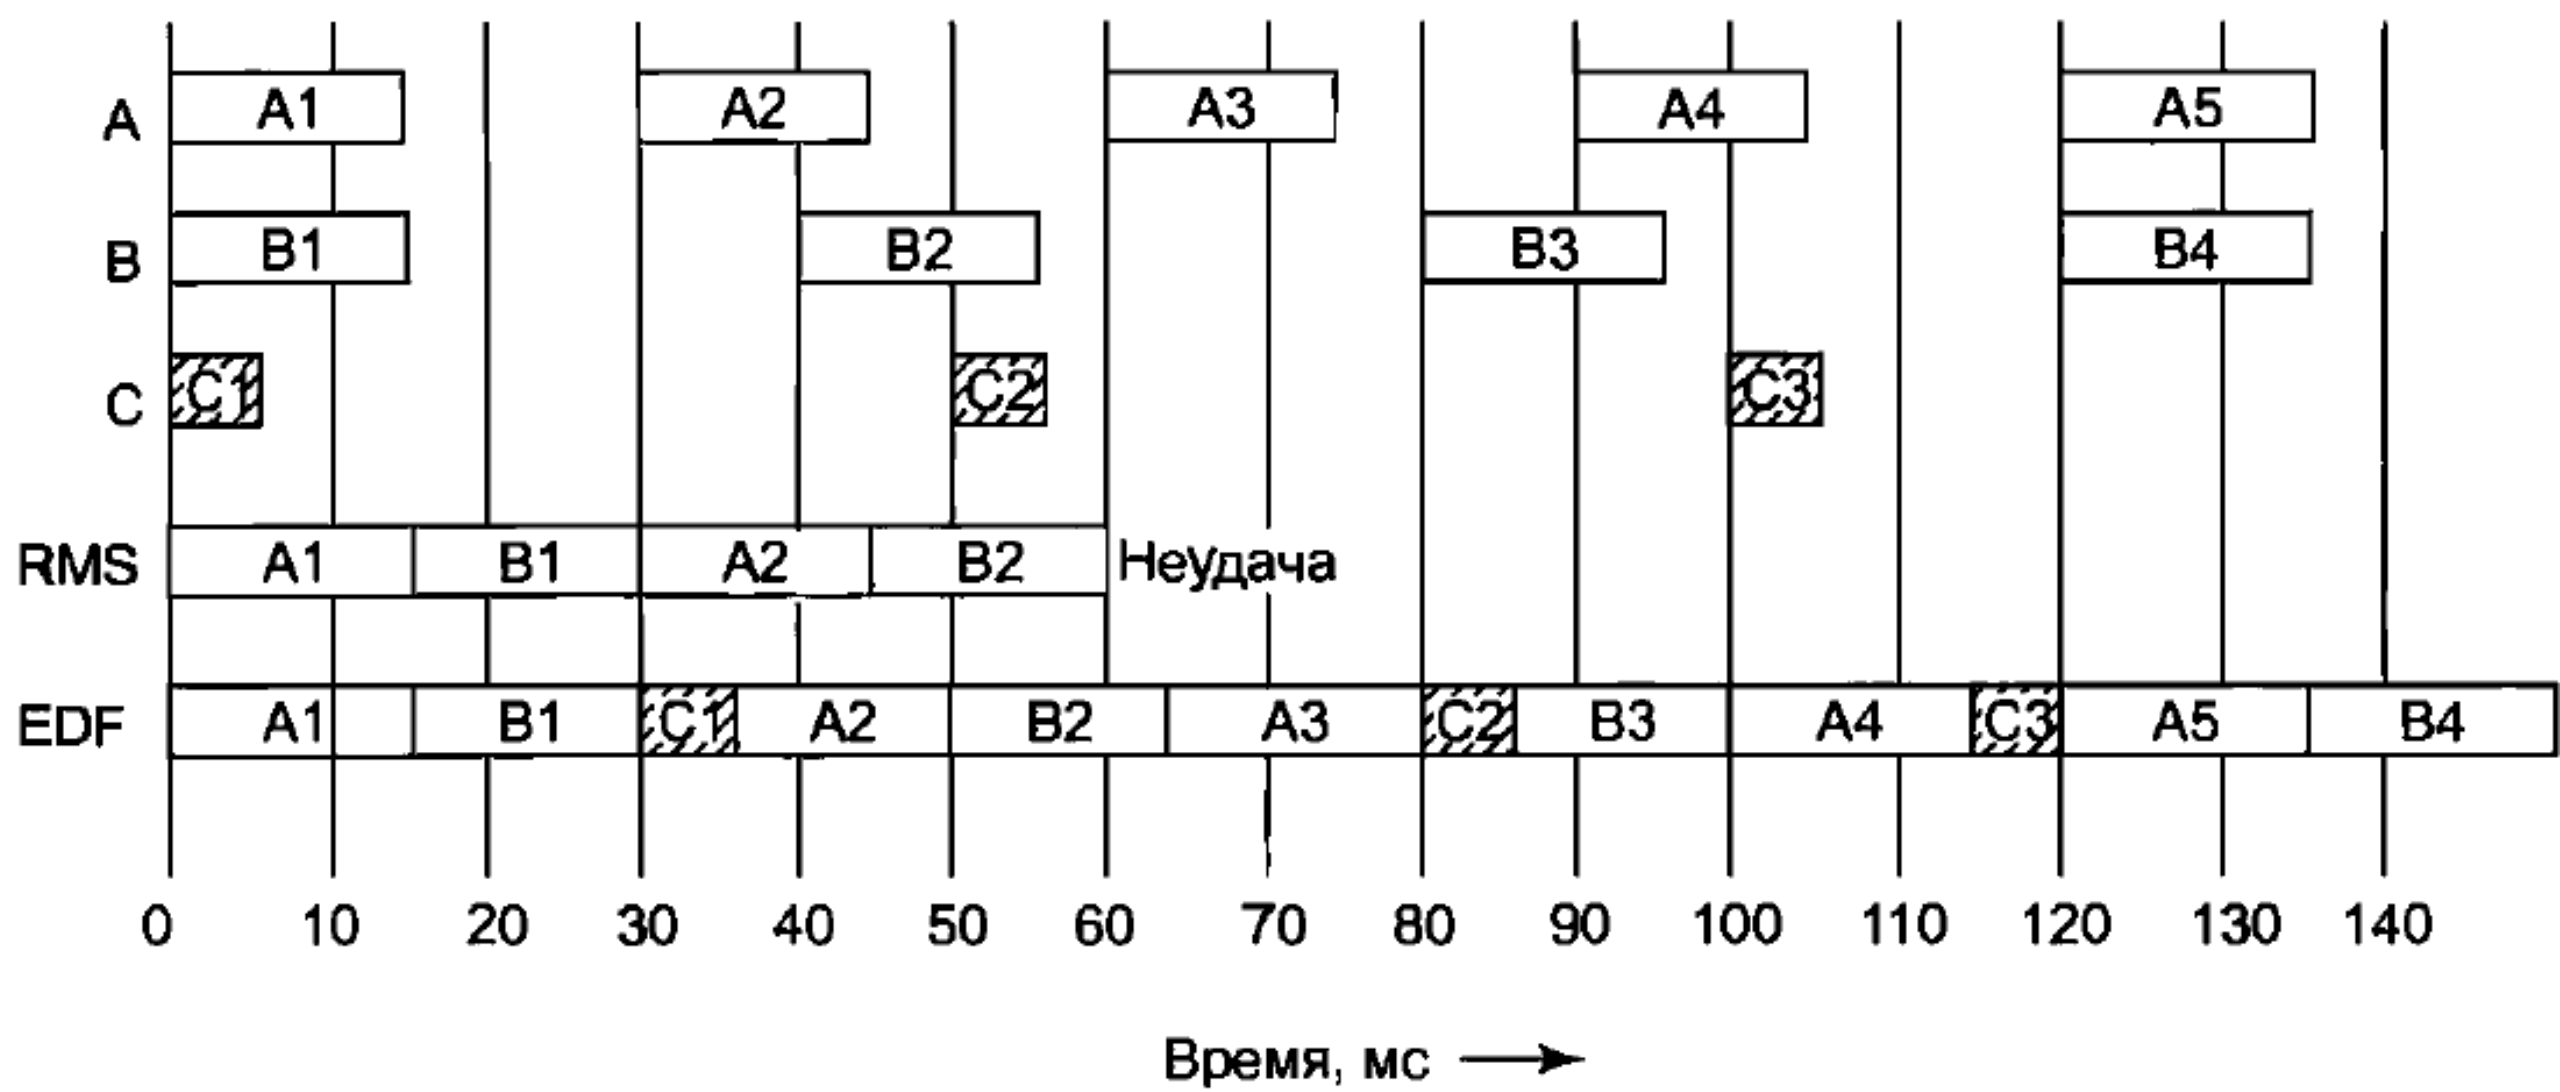 A A1 A2 A3 A4 A5
B B1 B2 B3 B4
C C1 C2 C3
RMS A1 B1 A2 B2 Неудача
EDF A1 B1 C1 A2 B2 A3 C2 B3 A4 C3 A5 B4
0 10 20 30 40 50 60 70 80 90 100 110 120 130 140
Время, мс